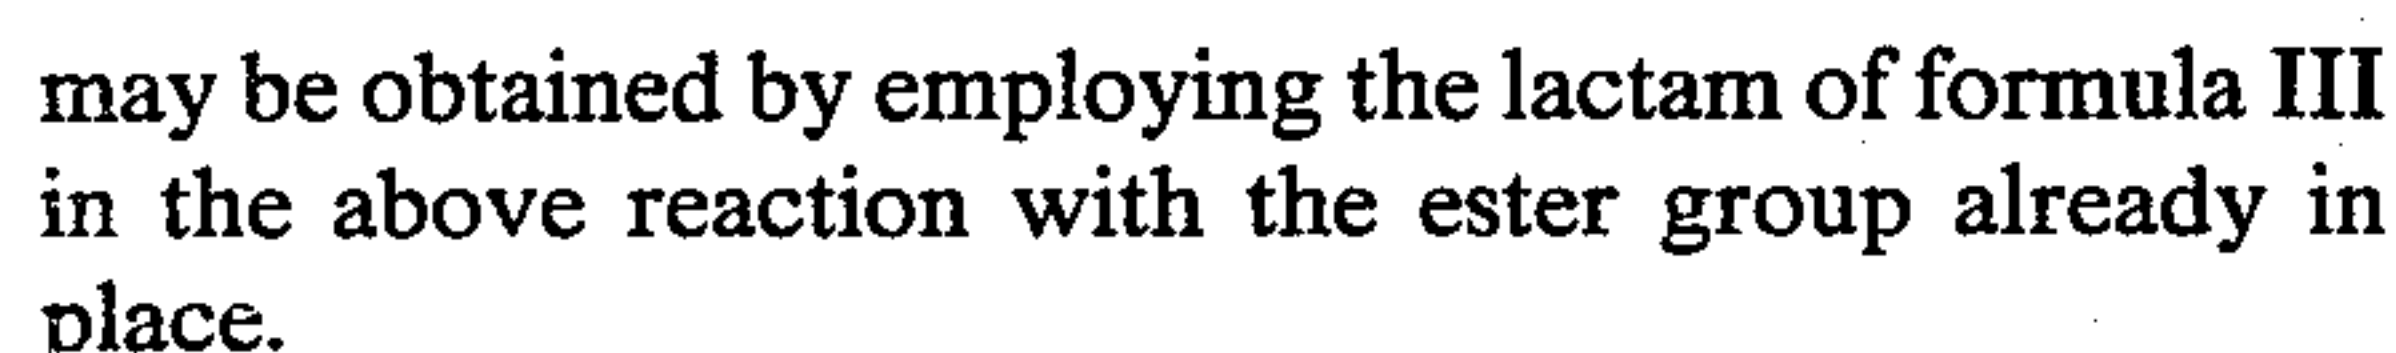 may be obtained by employing the lactam of formula III
in the above reaction with the ester group already in
place.